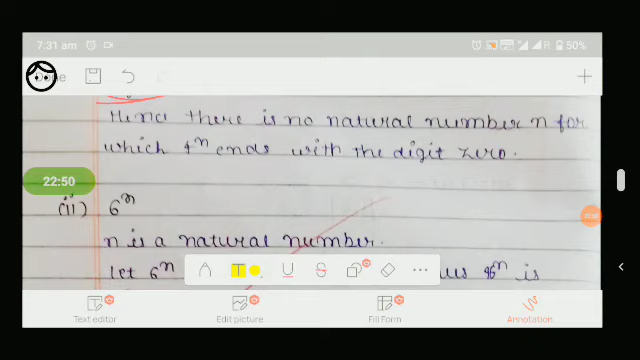 7:31 am R 50%
Hence there is no natural number n for
which 4ⁿ ends with the digit zero.
22:50
(ii) 6ⁿ
n is a natural number.
Let 6ⁿ is
Text editor Edit picture Fill Form Annotation